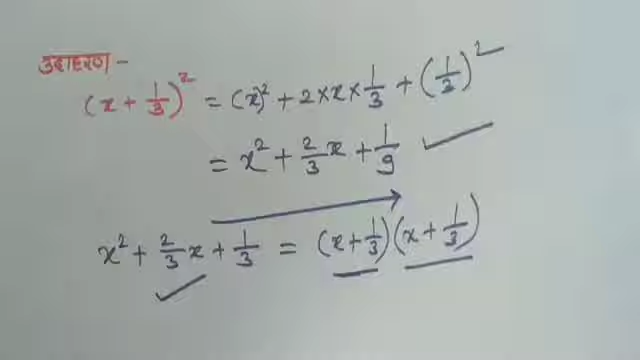 उदाहरण:-
(x + 1/3)² = (x)² + 2 × x × 1/3 + (1/3)²
= x² + 2/3 x + 1/9
x² + 2/3 x + 1/3 = (x + 1/3)(x + 1/3)